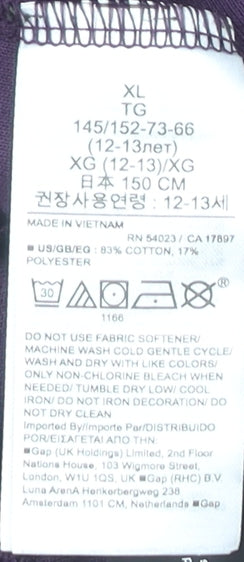 XL
TG
145/152-73-66
(12-13лет)
XG (12-13)/XG
日本 150 CM
권장사용연령 : 12-13세
MADE IN VIETNAM
RN 54023 / CA 17897
■ US/GB/EG : 83% COTTON, 17%
POLYESTER
30
®
1166
DO NOT USE FABRIC SOFTENER/
MACHINE WASH COLD GENTLE CYCLE/
WASH AND DRY WITH LIKE COLORS/
ONLY NON-CHLORINE BLEACH WHEN
NEEDED/ TUMBLE DRY LOW/ COOL
IRON/ DO NOT IRON DECORATION/ DO
NOT DRY CLEAN
Imported By/Importe Par/DISTRIBUIDO
POR/ΕΙΣΑΓΕΤΑΙ ΑΠΟ ΤΗΝ:
■Gap (UK Holdings) Limited, 2nd Floor
Nations House, 103 Wigmore Street,
London, W1U 1QS, UK ■Gap (RHC) B.V.
Luna ArenA Herikerbergweg 238
Amsterdam 1101 CM, Netherlands ■Gap